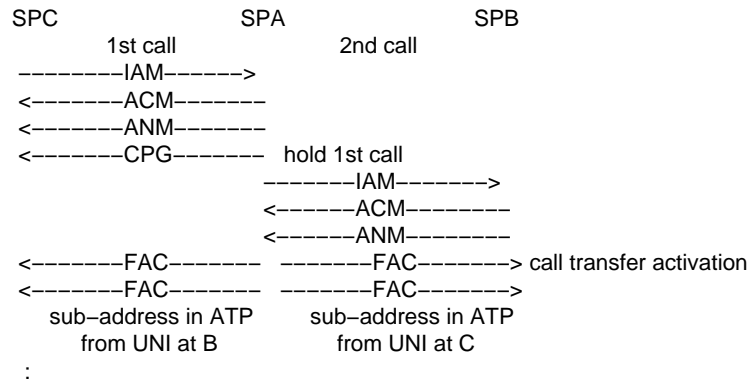 SPC SPA SPB
1st call 2nd call
−−−−−−−−IAM−−−−−−>
<−−−−−−−ACM−−−−−−−
<−−−−−−−ANM−−−−−−−
<−−−−−−−CPG−−−−−−− hold 1st call
−−−−−−−IAM−−−−−−−>
<−−−−−−ACM−−−−−−−−
<−−−−−−ANM−−−−−−−−
<−−−−−−−FAC−−−−−−− −−−−−−−FAC−−−−−−−> call transfer activation
<−−−−−−−FAC−−−−−−− −−−−−−−FAC−−−−−−−>
sub−address in ATP sub−address in ATP
from UNI at B from UNI at C
: